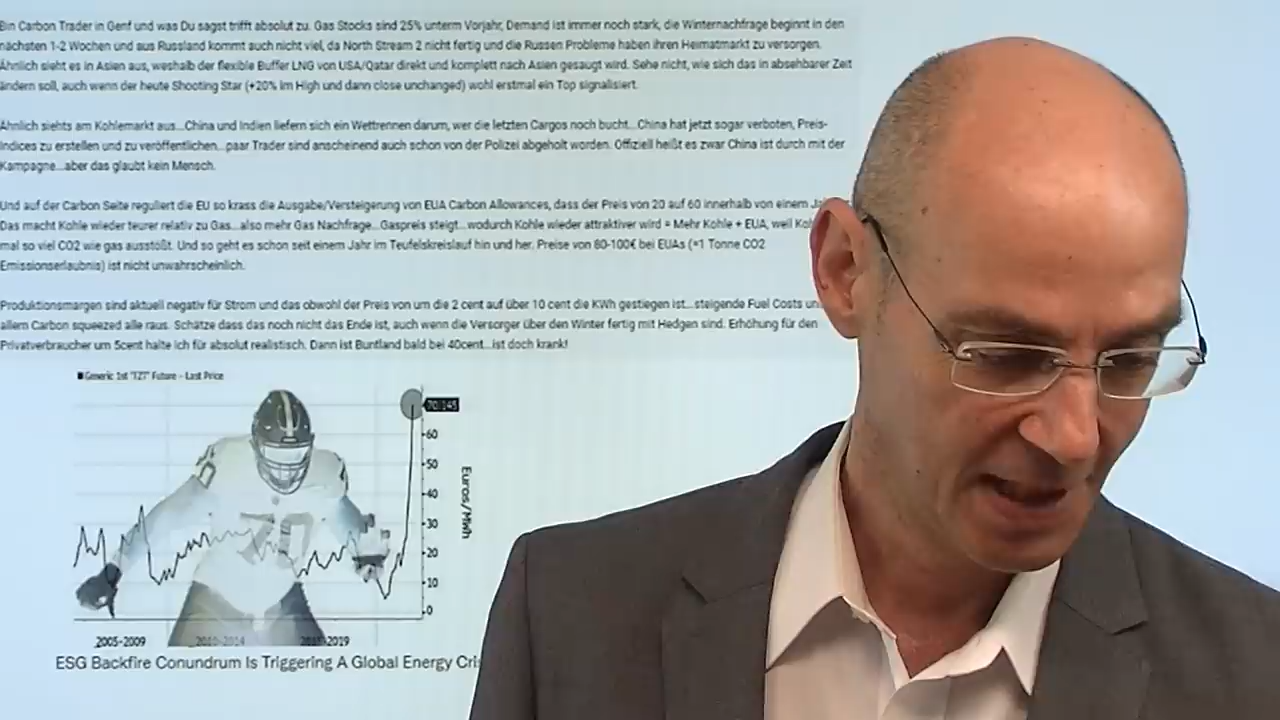 Bin Carbon Trader in Genf und was Du sagst trifft absolut zu. Gas Stocks sind 25% unterm Vorjahr, Demand ist immer noch stark, die Winternachfrage beginnt in den
nächsten 1-2 Wochen und aus Russland kommt auch nicht viel, da North Stream 2 nicht fertig und die Russen Probleme haben ihren Heimatmarkt zu versorgen.
Ähnlich sieht es in Asien aus, weshalb der flexible Buffer LNG von USA/Qatar direkt und komplett nach Asien gesaugt wird. Sehe nicht, wie sich das in absehbarer Zeit
ändern soll, auch wenn der heute Shooting Star (+20% im High und dann close unchanged) wohl erstmal ein Top signalisiert.
Ähnlich siehts am Kohlemarkt aus...China und Indien liefern sich ein Wettrennen darum, wer die letzten Cargos noch bucht...China hat jetzt sogar verboten, Preis-
Indices zu erstellen und zu veröffentlichen...paar Trader sind anscheinend auch schon von der Polizei abgeholt worden. Offiziell heißt es zwar China ist durch mit der
Kampagne...aber das glaubt kein Mensch.
Und auf der Carbon Seite reguliert die EU so krass die Ausgabe/Versteigerung von EUA Carbon Allowances, dass der Preis von 20 auf 60 innerhalb von einem
Das macht Kohle wieder teurer relativ zu Gas...also mehr Gas Nachfrage...Gaspreis steigt...wodurch Kohle wieder attraktiver wird = Mehr Kohle + EUA, weil
mal so viel CO2 wie gas ausstößt. Und so geht es schon seit einem Jahr im Teufelskreislauf hin und her. Preise von 80-100€ bei EUAs (=1 Tonne CO2
Emissionserlaubnis) ist nicht unwahrscheinlich.
Produktionsmargen sind aktuell negativ für Strom und das obwohl der Preis von um die 2 cent auf über 10 cent die KWh gestiegen ist...steigende Fuel Costs
allem Carbon squeezed alle raus. Schätze dass das noch nicht das Ende ist, auch wenn die Versorger über den Winter fertig mit Hedgen sind. Erhöhung für den
Privatverbraucher um 5cent halte ich für absolut realistisch. Dann ist Buntland bald bei 40cent...ist doch krank!
Generic 1st "TZT" Future - Last Price
70.145
60
50
40
30
20
10
0
Euros/MWh
70
2005-2009 2010-2014 2019
ESG Backfire Conundrum Is Triggering A Global Energy